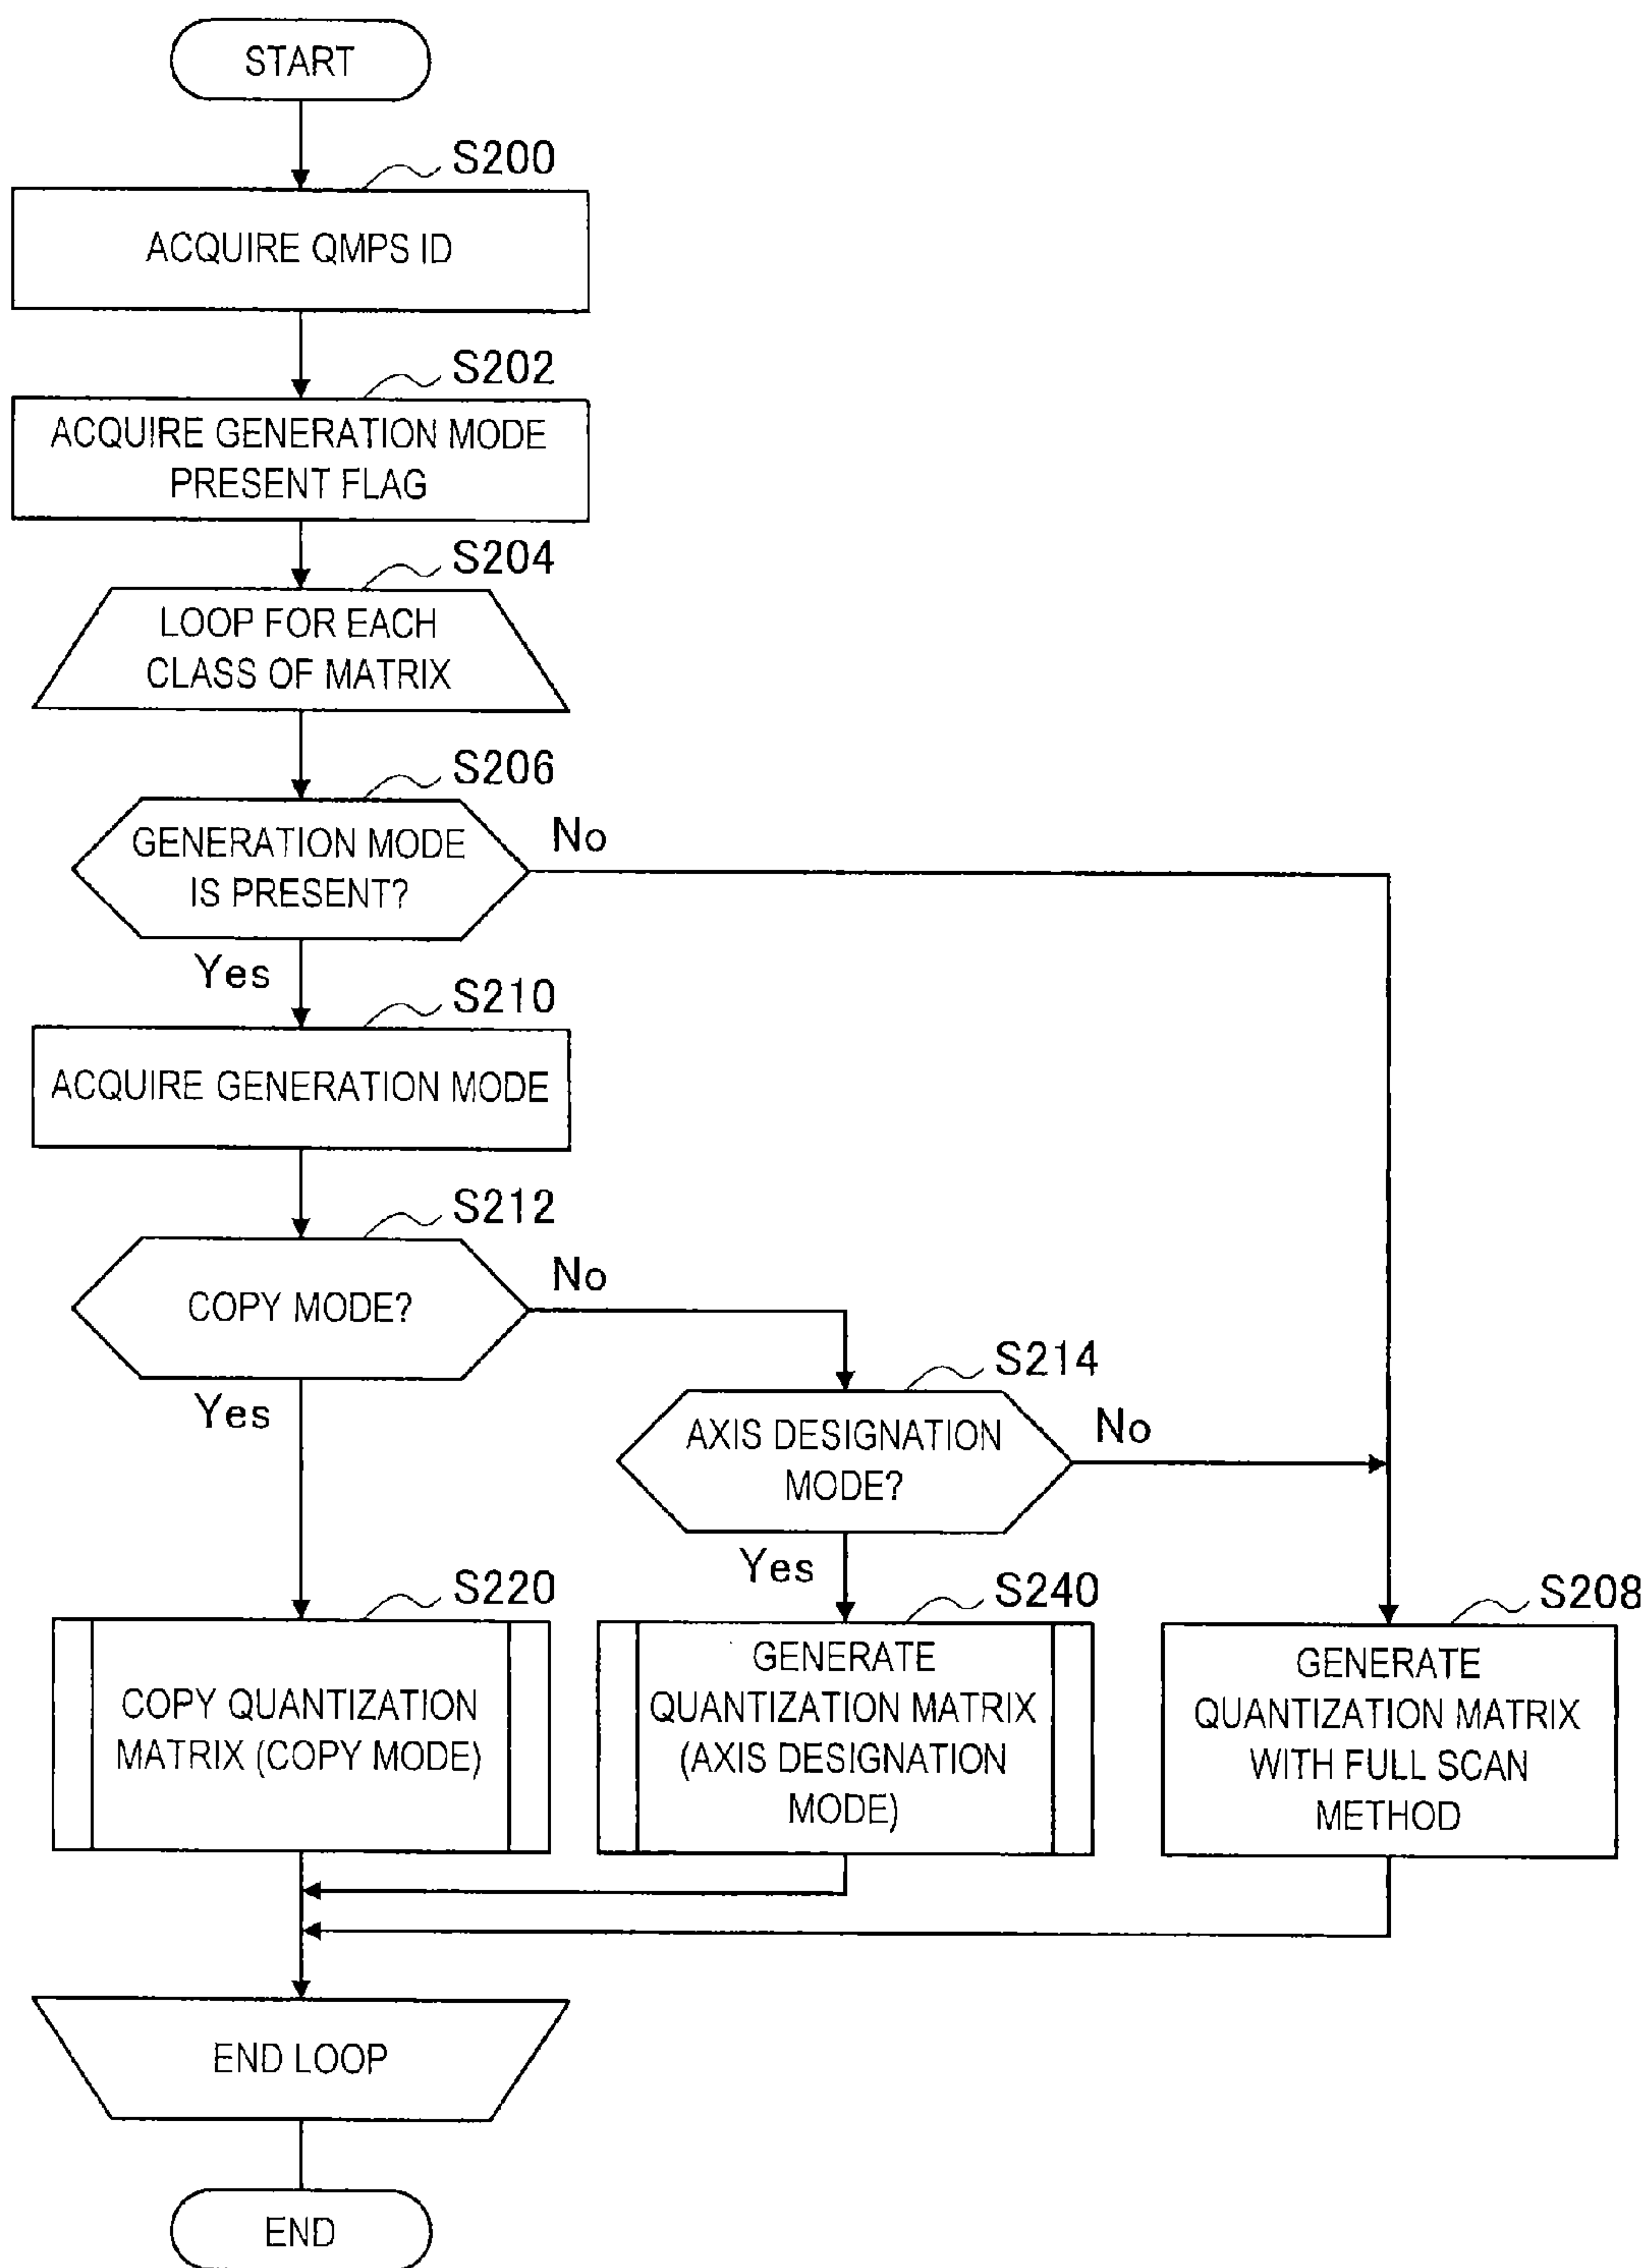 START
S200
ACQUIRE QMPS ID
S202
ACQUIRE GENERATION MODE
PRESENT FLAG
S204
LOOP FOR EACH
CLASS OF MATRIX
S206
GENERATION MODE
IS PRESENT?
No
Yes
S210
ACQUIRE GENERATION MODE
S212
COPY MODE?
No
Yes
S214
AXIS DESIGNATION
MODE?
No
Yes
S220
COPY QUANTIZATION
MATRIX (COPY MODE)
S240
GENERATE
QUANTIZATION MATRIX
(AXIS DESIGNATION
MODE)
S208
GENERATE
QUANTIZATION MATRIX
WITH FULL SCAN
METHOD
END LOOP
END